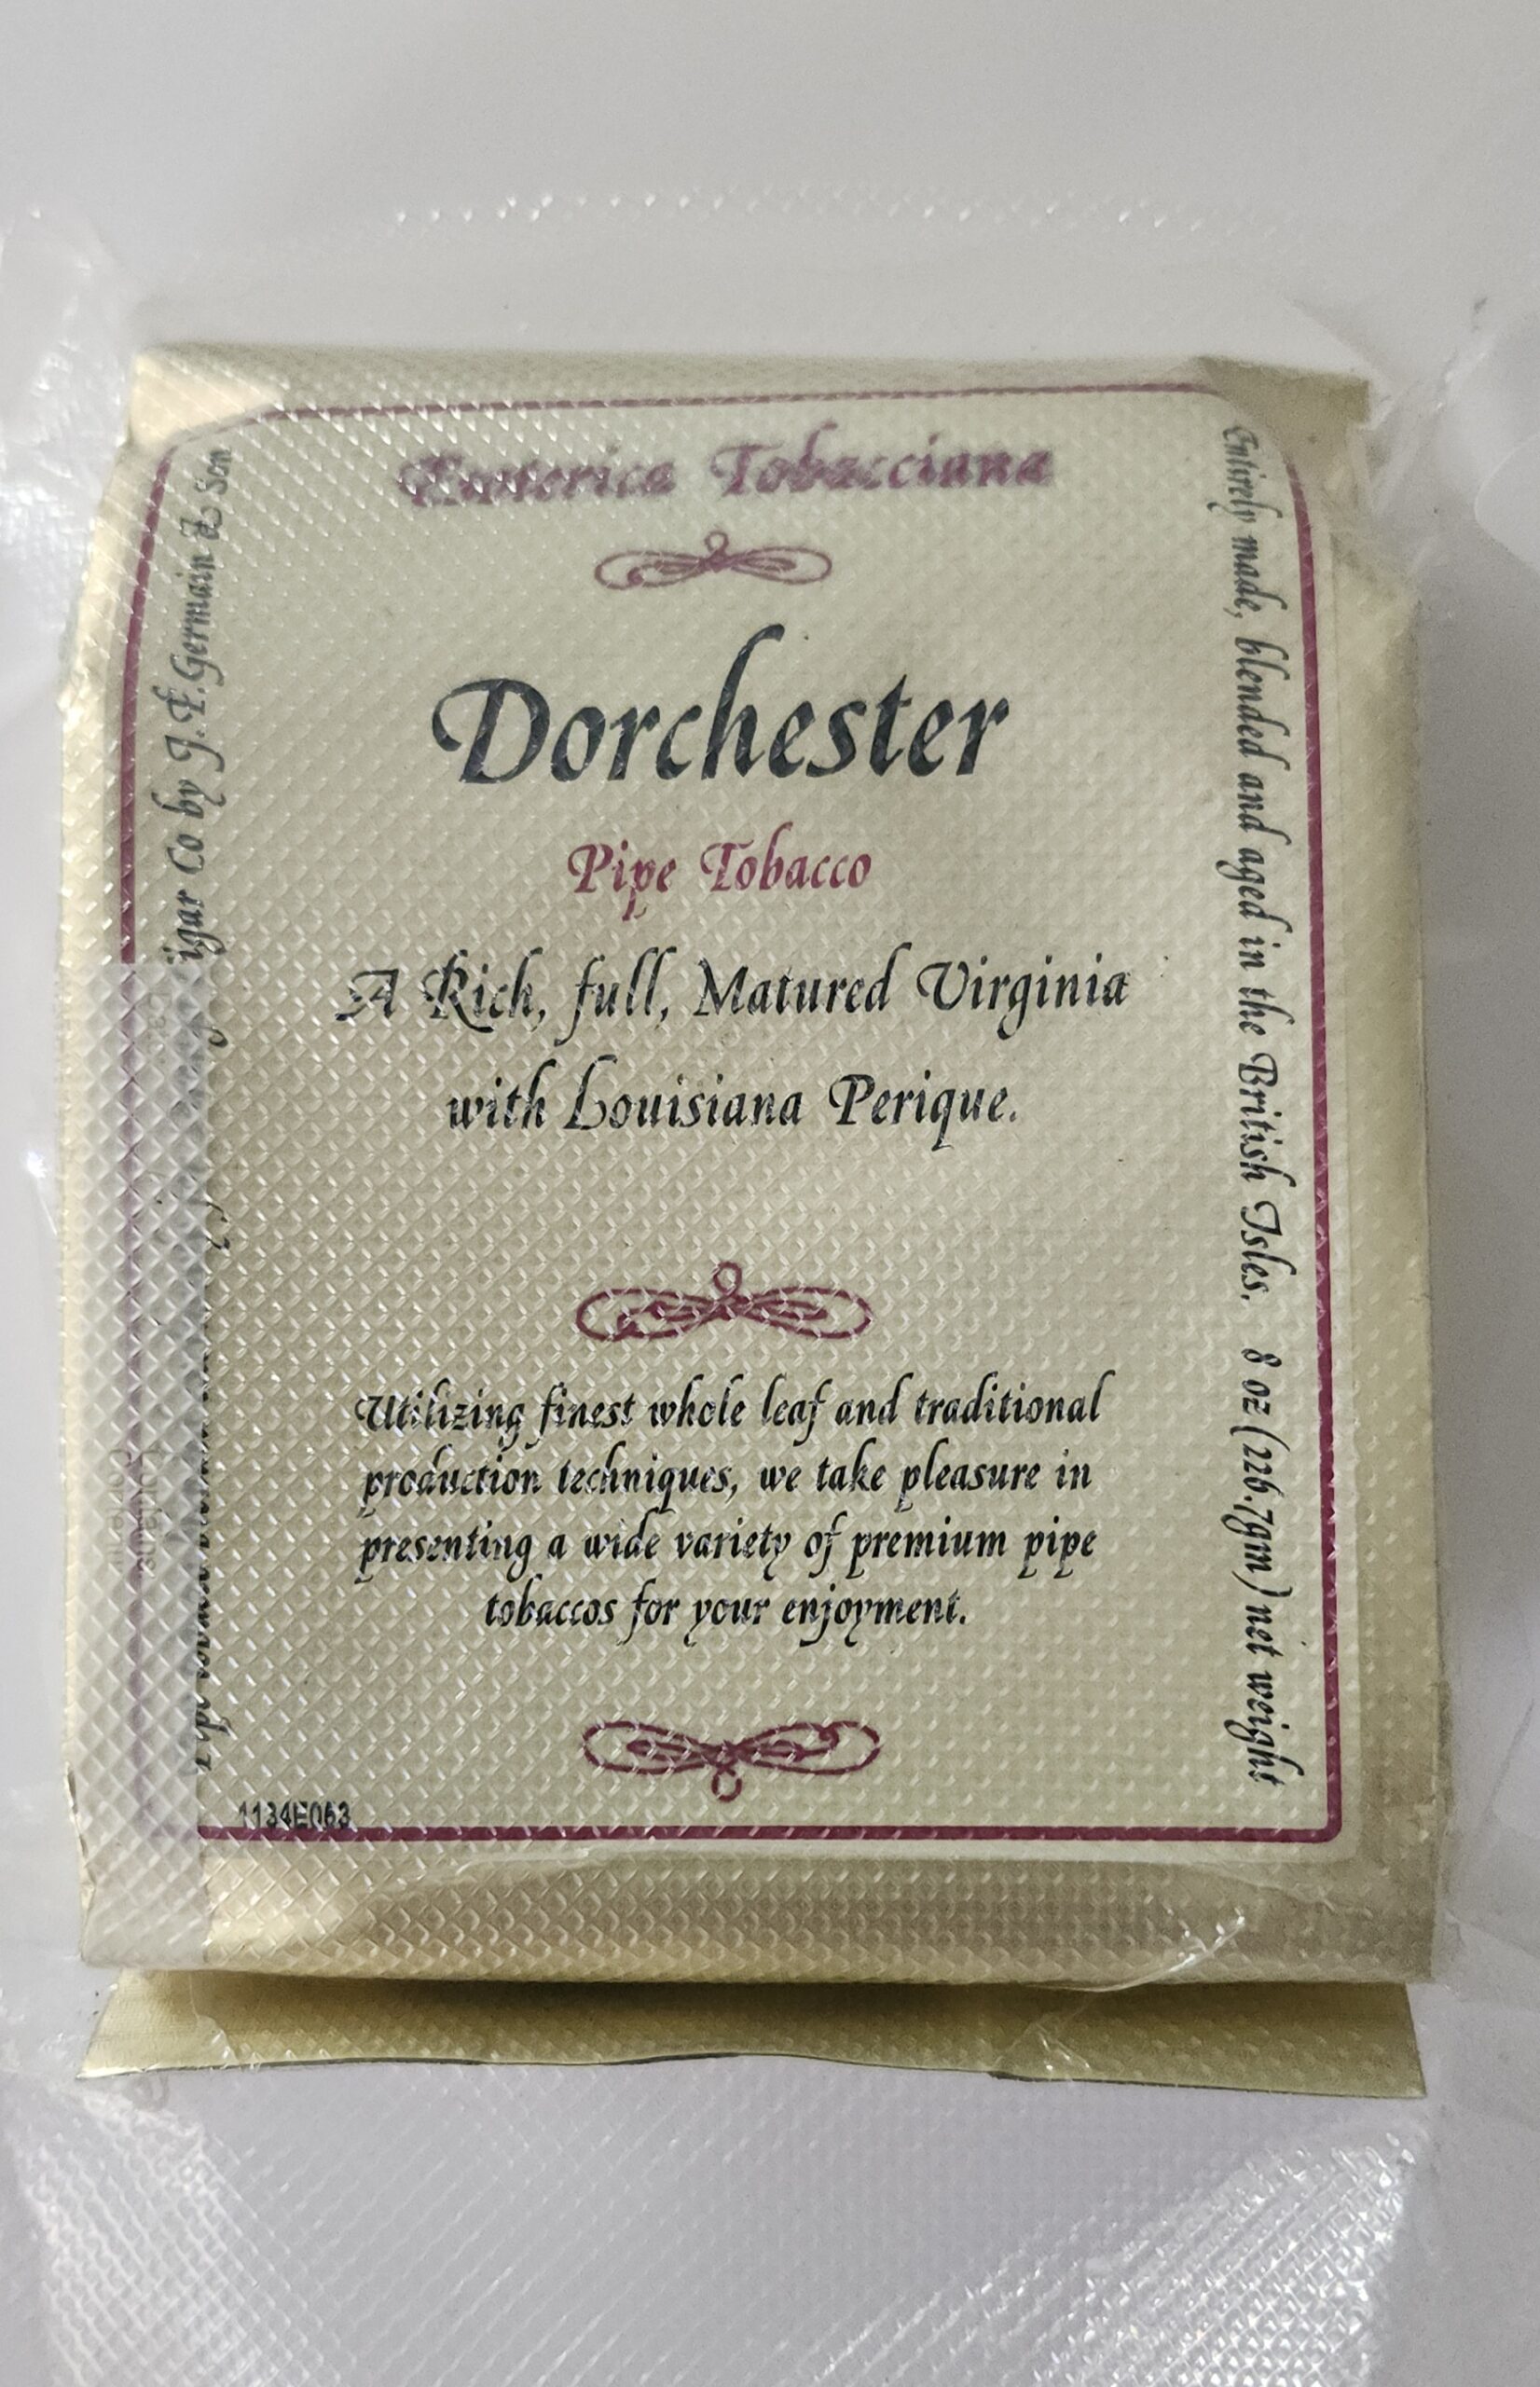 Esoterica Tobacciana
Dorchester
Pipe Tobacco
A Rich, full, Matured Virginia
with Louisiana Perique.
Utilizing finest whole leaf and traditional
production techniques, we take pleasure in
presenting a wide variety of premium pipe
tobaccos for your enjoyment.
1134E063
igar Co by J.F. Germain & Son
Entirely made, blended and aged in the British Isles. 8 oz (226.7gm) net weight